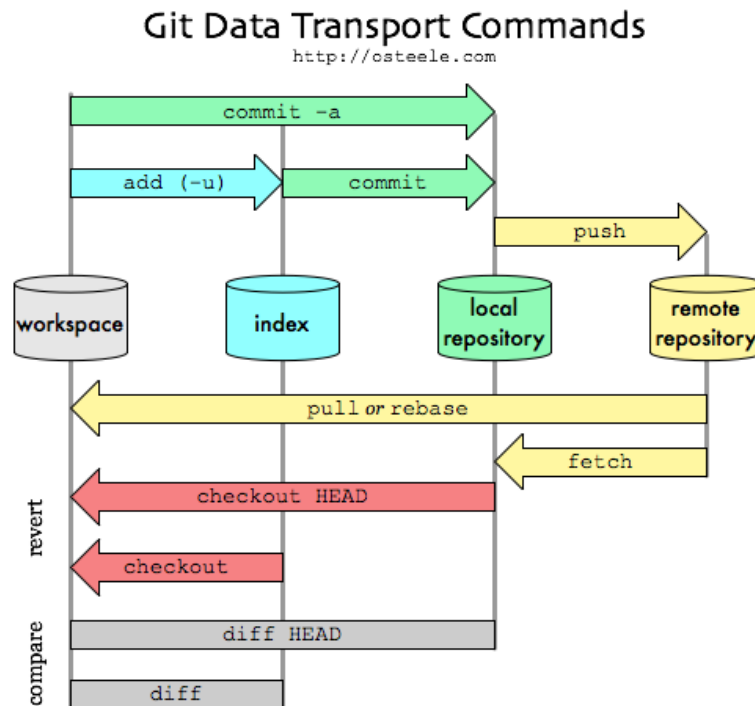 Git Data Transport Commands
http://osteele.com
commit -a
add (-u)
commit
push
workspace
index
local
repository
remote
repository
pull or rebase
fetch
revert
checkout HEAD
checkout
compare
diff HEAD
diff